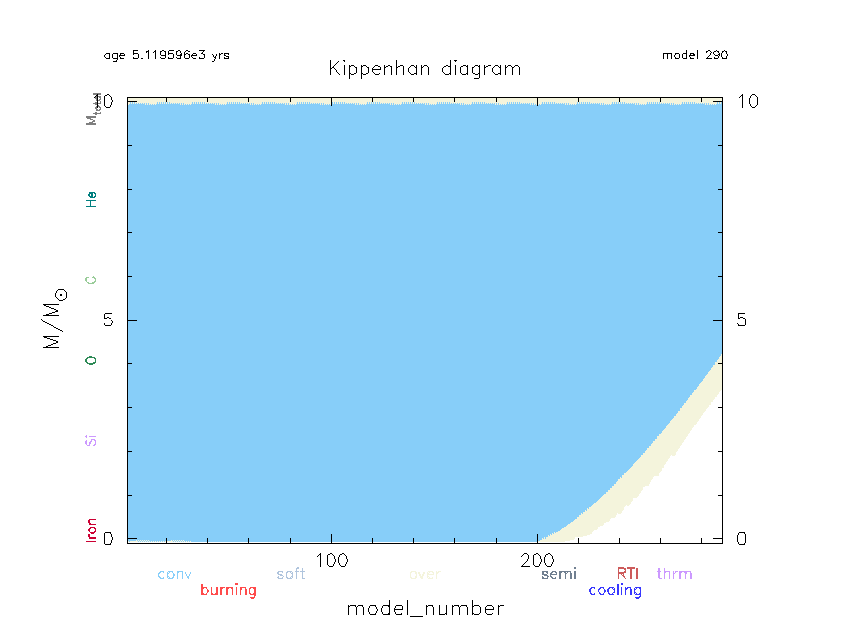 age 5.119596e3 yrs
model 290
Kippenhan diagram
M_total
10
10
He
C
M/M☉
5
5
O
Si
Iron
0
0
100
200
conv
soft
over
semi
RTI
thrm
burning
cooling
model_number